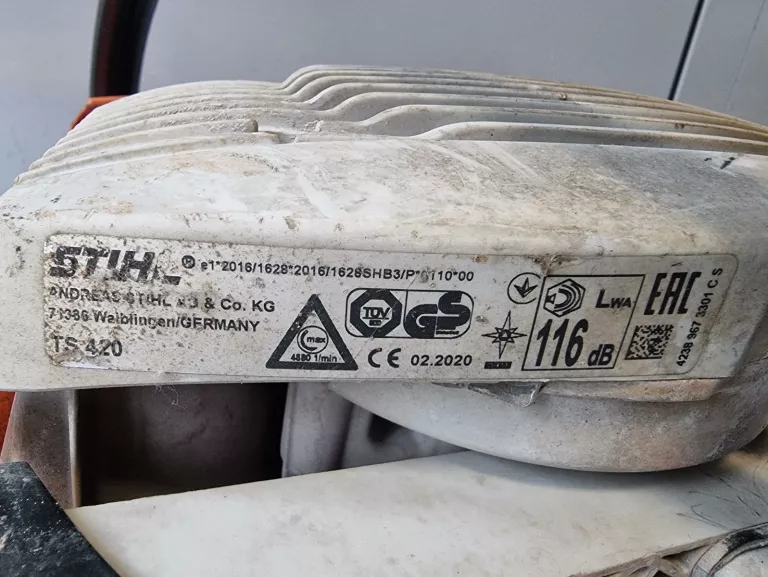 STIHL e1*2016/1628*2016/1628SHB3/P*0110*00
ANDREAS STIHL AG & Co. KG
71336 Waiblingen/GERMANY
TS 420
max
4880 1/min
TÜV
GS
CE 02.2020
LWA
116 dB
EAC
4238 967 3301 C S